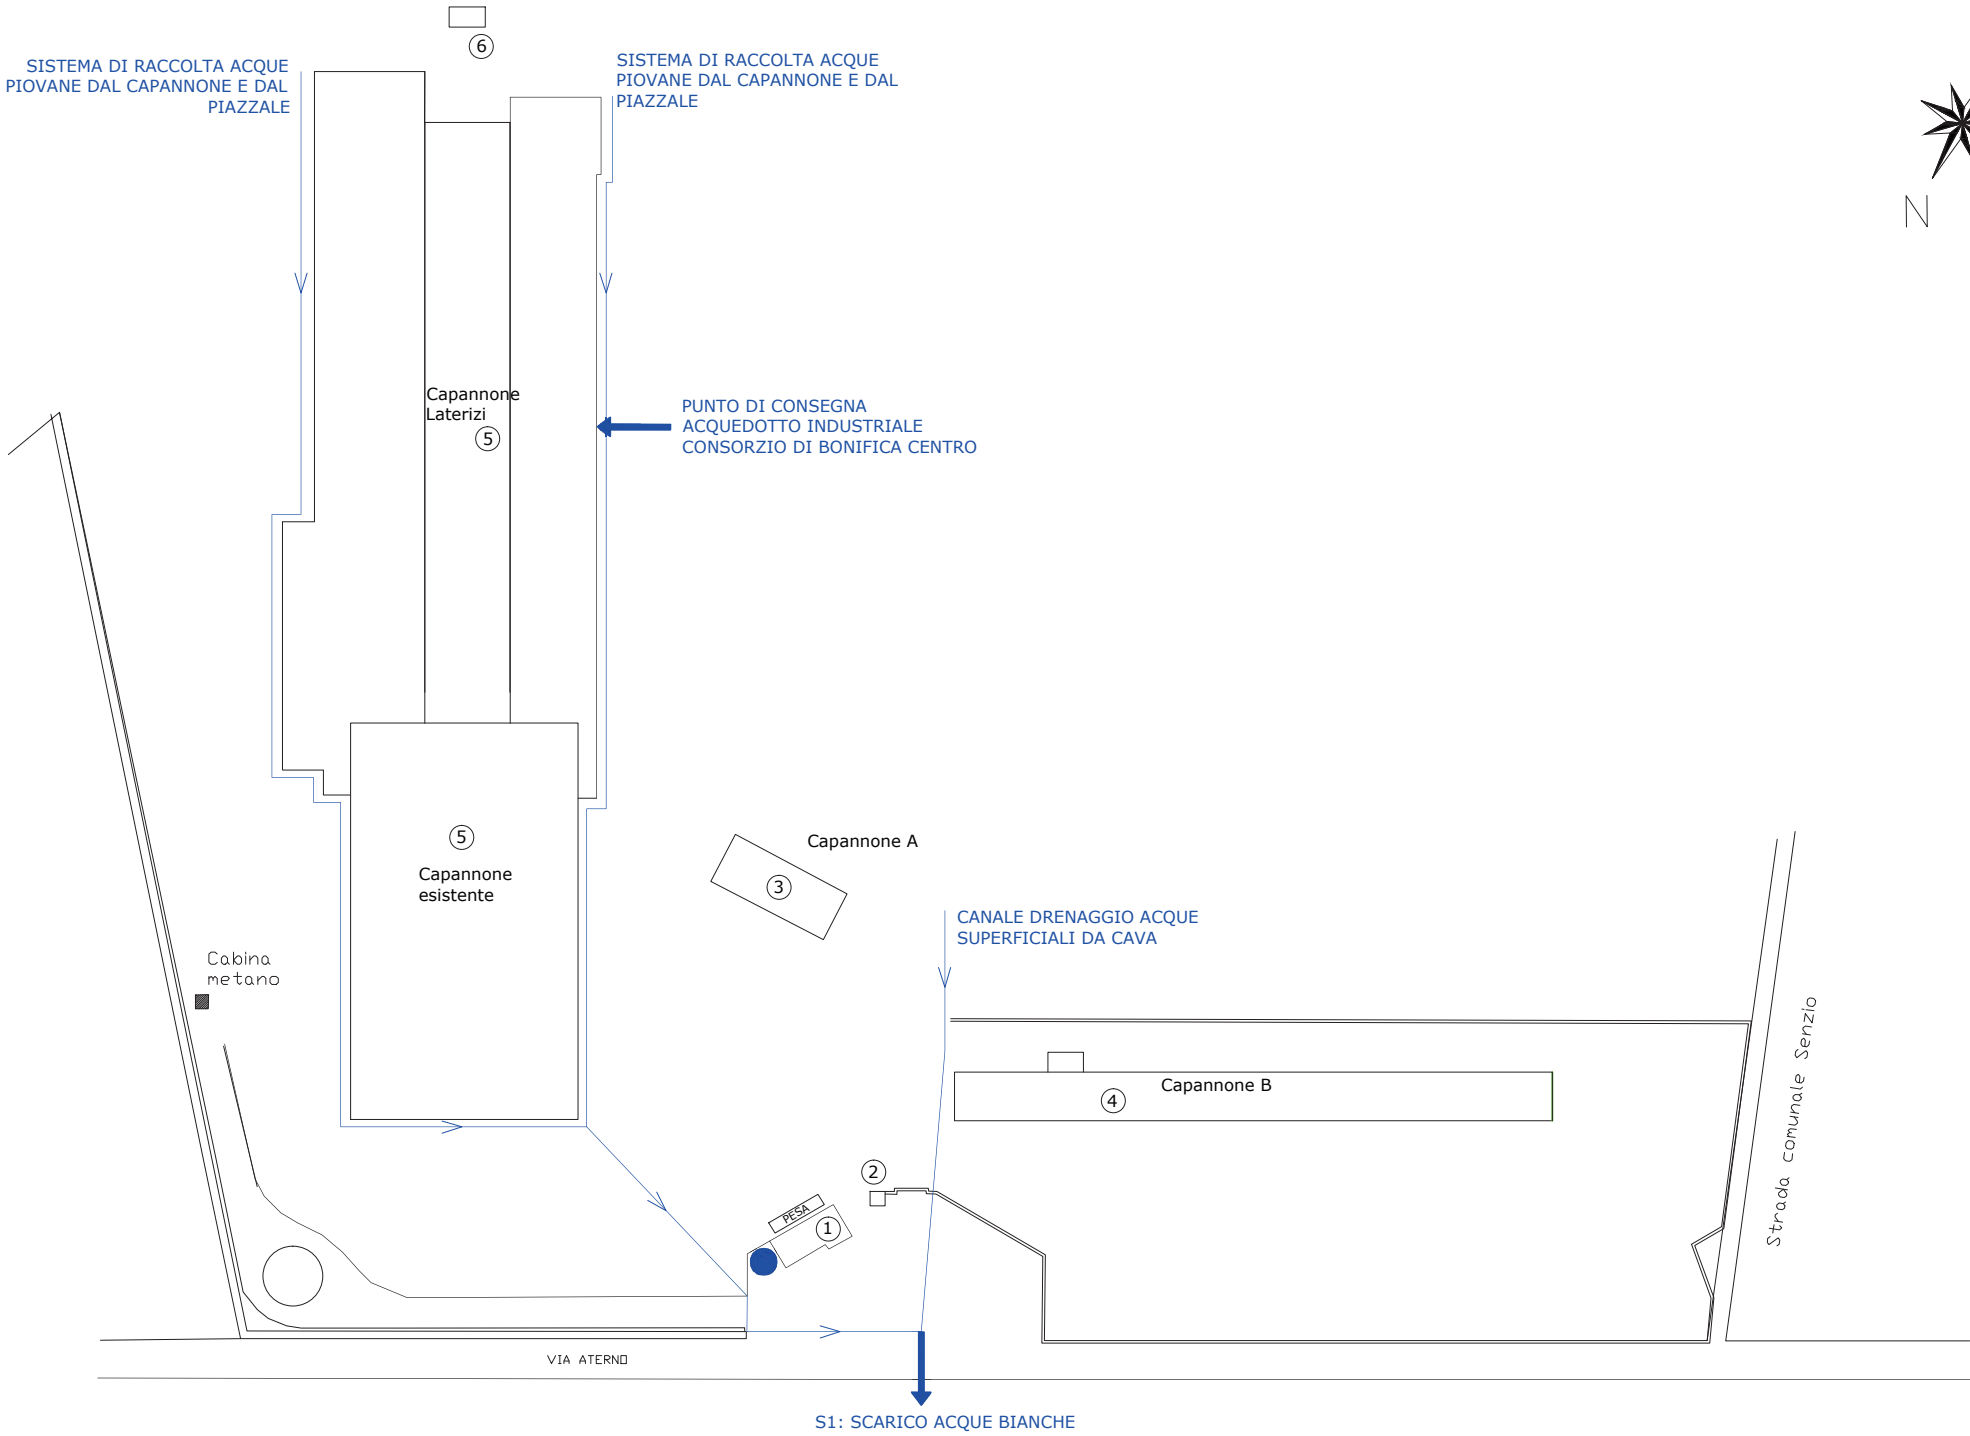 6
SISTEMA DI RACCOLTA ACQUE
PIOVANE DAL CAPANNONE E DAL
PIAZZALE
SISTEMA DI RACCOLTA ACQUE
PIOVANE DAL CAPANNONE E DAL
PIAZZALE
N
Capannone
Laterizi
5
PUNTO DI CONSEGNA
ACQUEDOTTO INDUSTRIALE
CONSORZIO DI BONIFICA CENTRO
5
Capannone
esistente
Capannone A
3
CANALE DRENAGGIO ACQUE
SUPERFICIALI DA CAVA
Cabina
metano
Capannone B
4
Strada comunale Senzio
2
PESA
1
VIA ATERNO
S1: SCARICO ACQUE BIANCHE